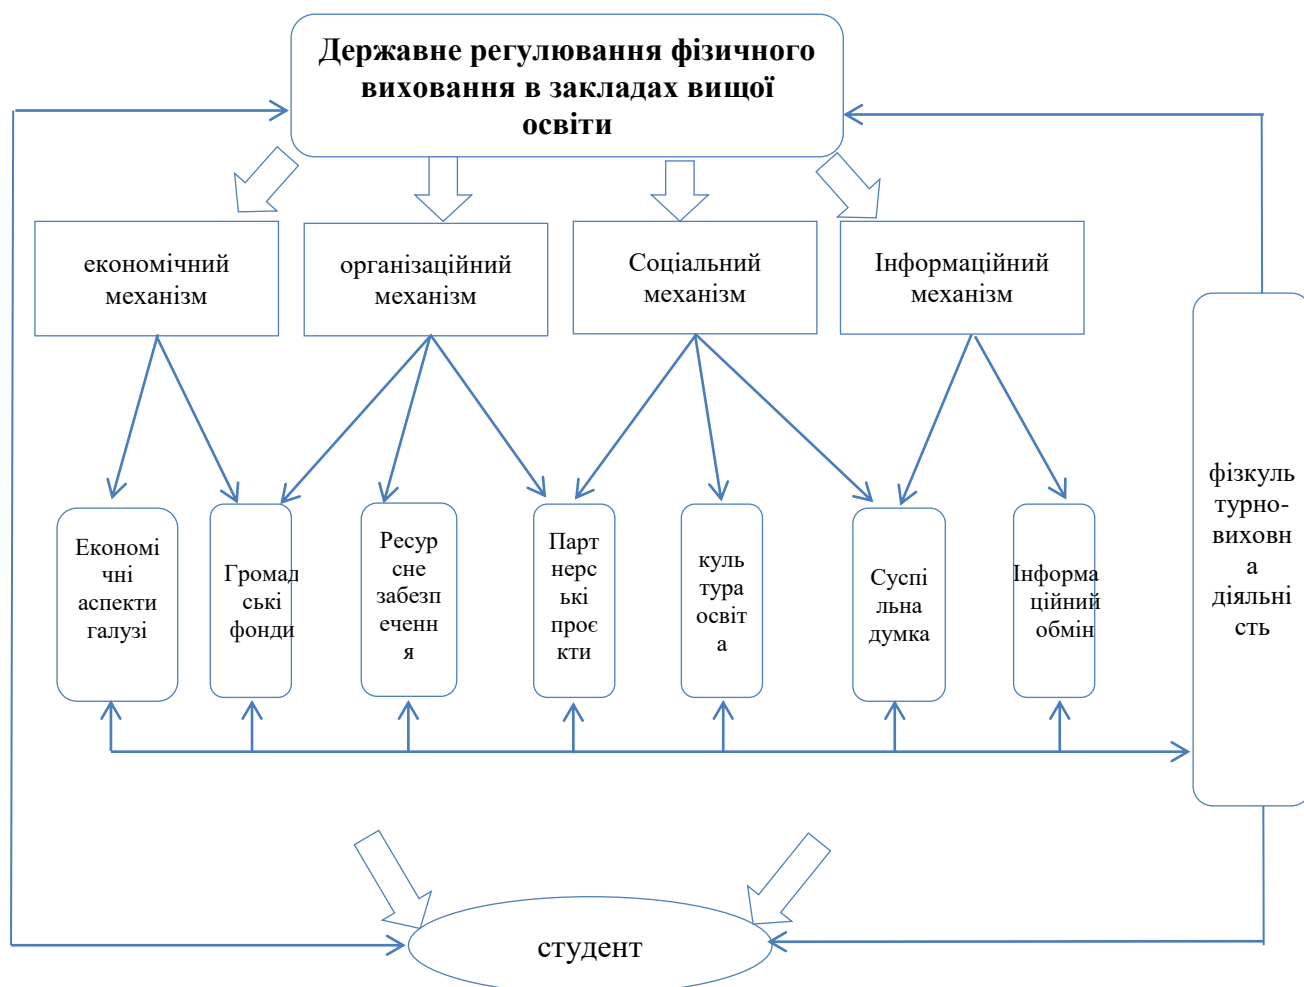 Державне регулювання фізичного
виховання в закладах вищої
освіти
економічний
механізм
організаційний
механізм
Соціальний
механізм
Інформаційний
механізм
Економі
чні
аспекти
галузі
Громад
ські
фонди
Ресур
сне
забезп
еченн
я
Парт
нерсь
кі
проє
кти
куль
тура
освіт
а
Суспі
льна
думка
Інформа
ційний
обмін
фізкуль
турно-
виховн
а
діяльні
сть
студент